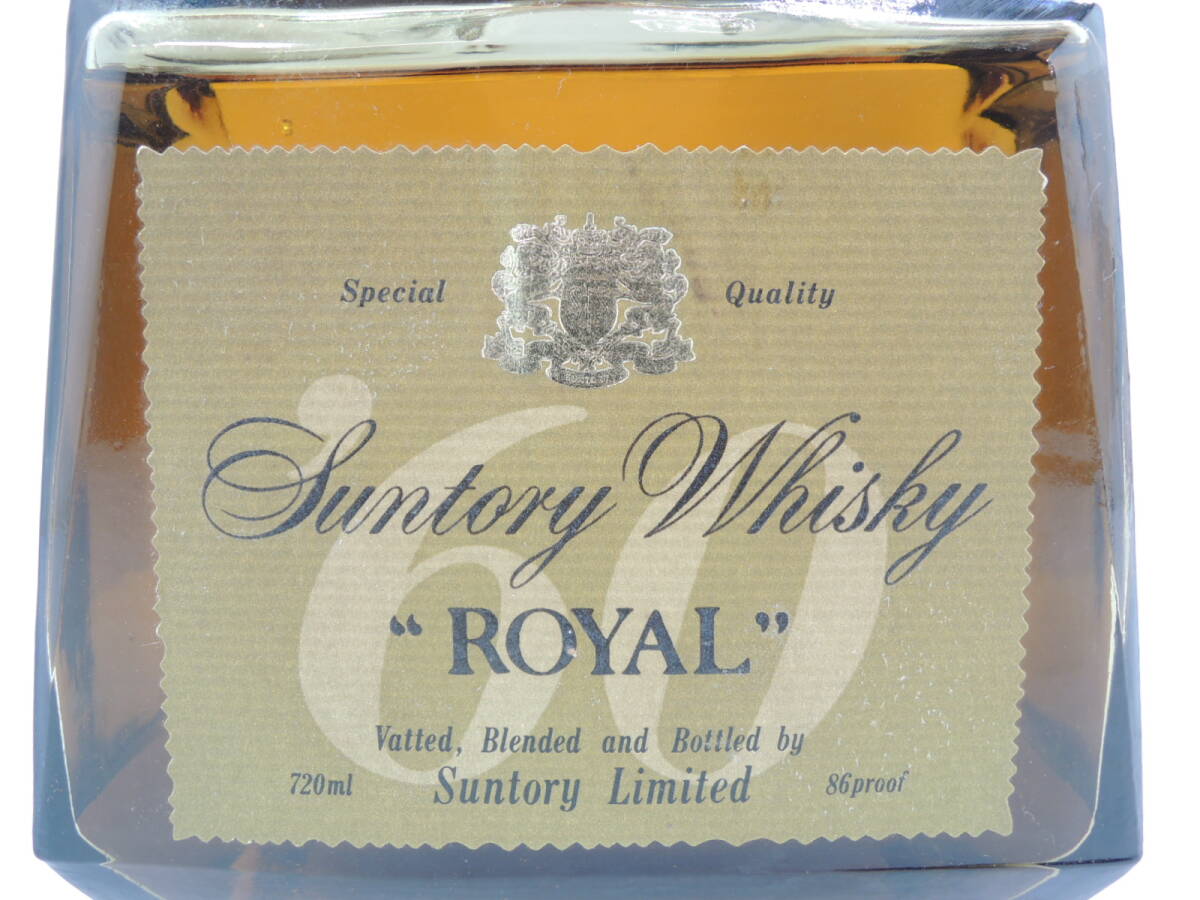 Special Quality
'60
Suntory Whisky
"ROYAL"
Vatted, Blended and Bottled by
720ml Suntory Limited 86proof